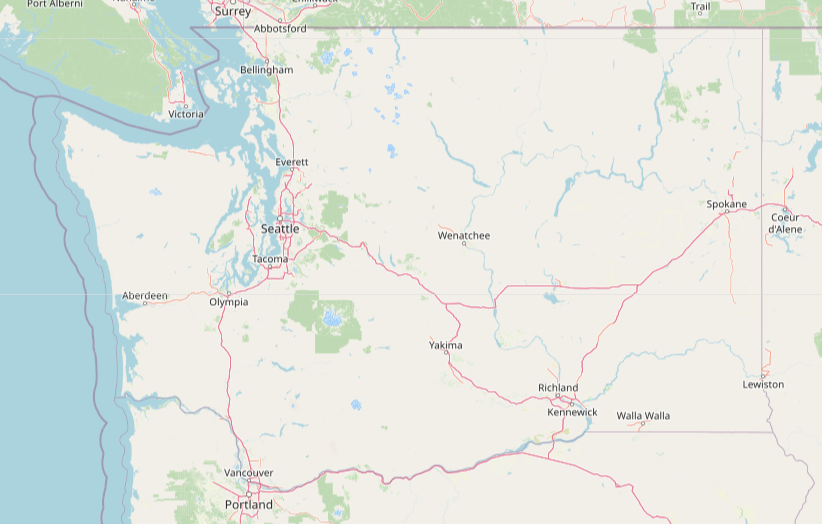 Port Alberni
Surrey
Abbotsford
Trail
Bellingham
Victoria
Everett
Spokane
Coeur
d'Alene
Seattle
Wenatchee
Tacoma
Aberdeen
Olympia
Yakima
Richland
Lewiston
Kennewick
Walla Walla
Vancouver
Portland